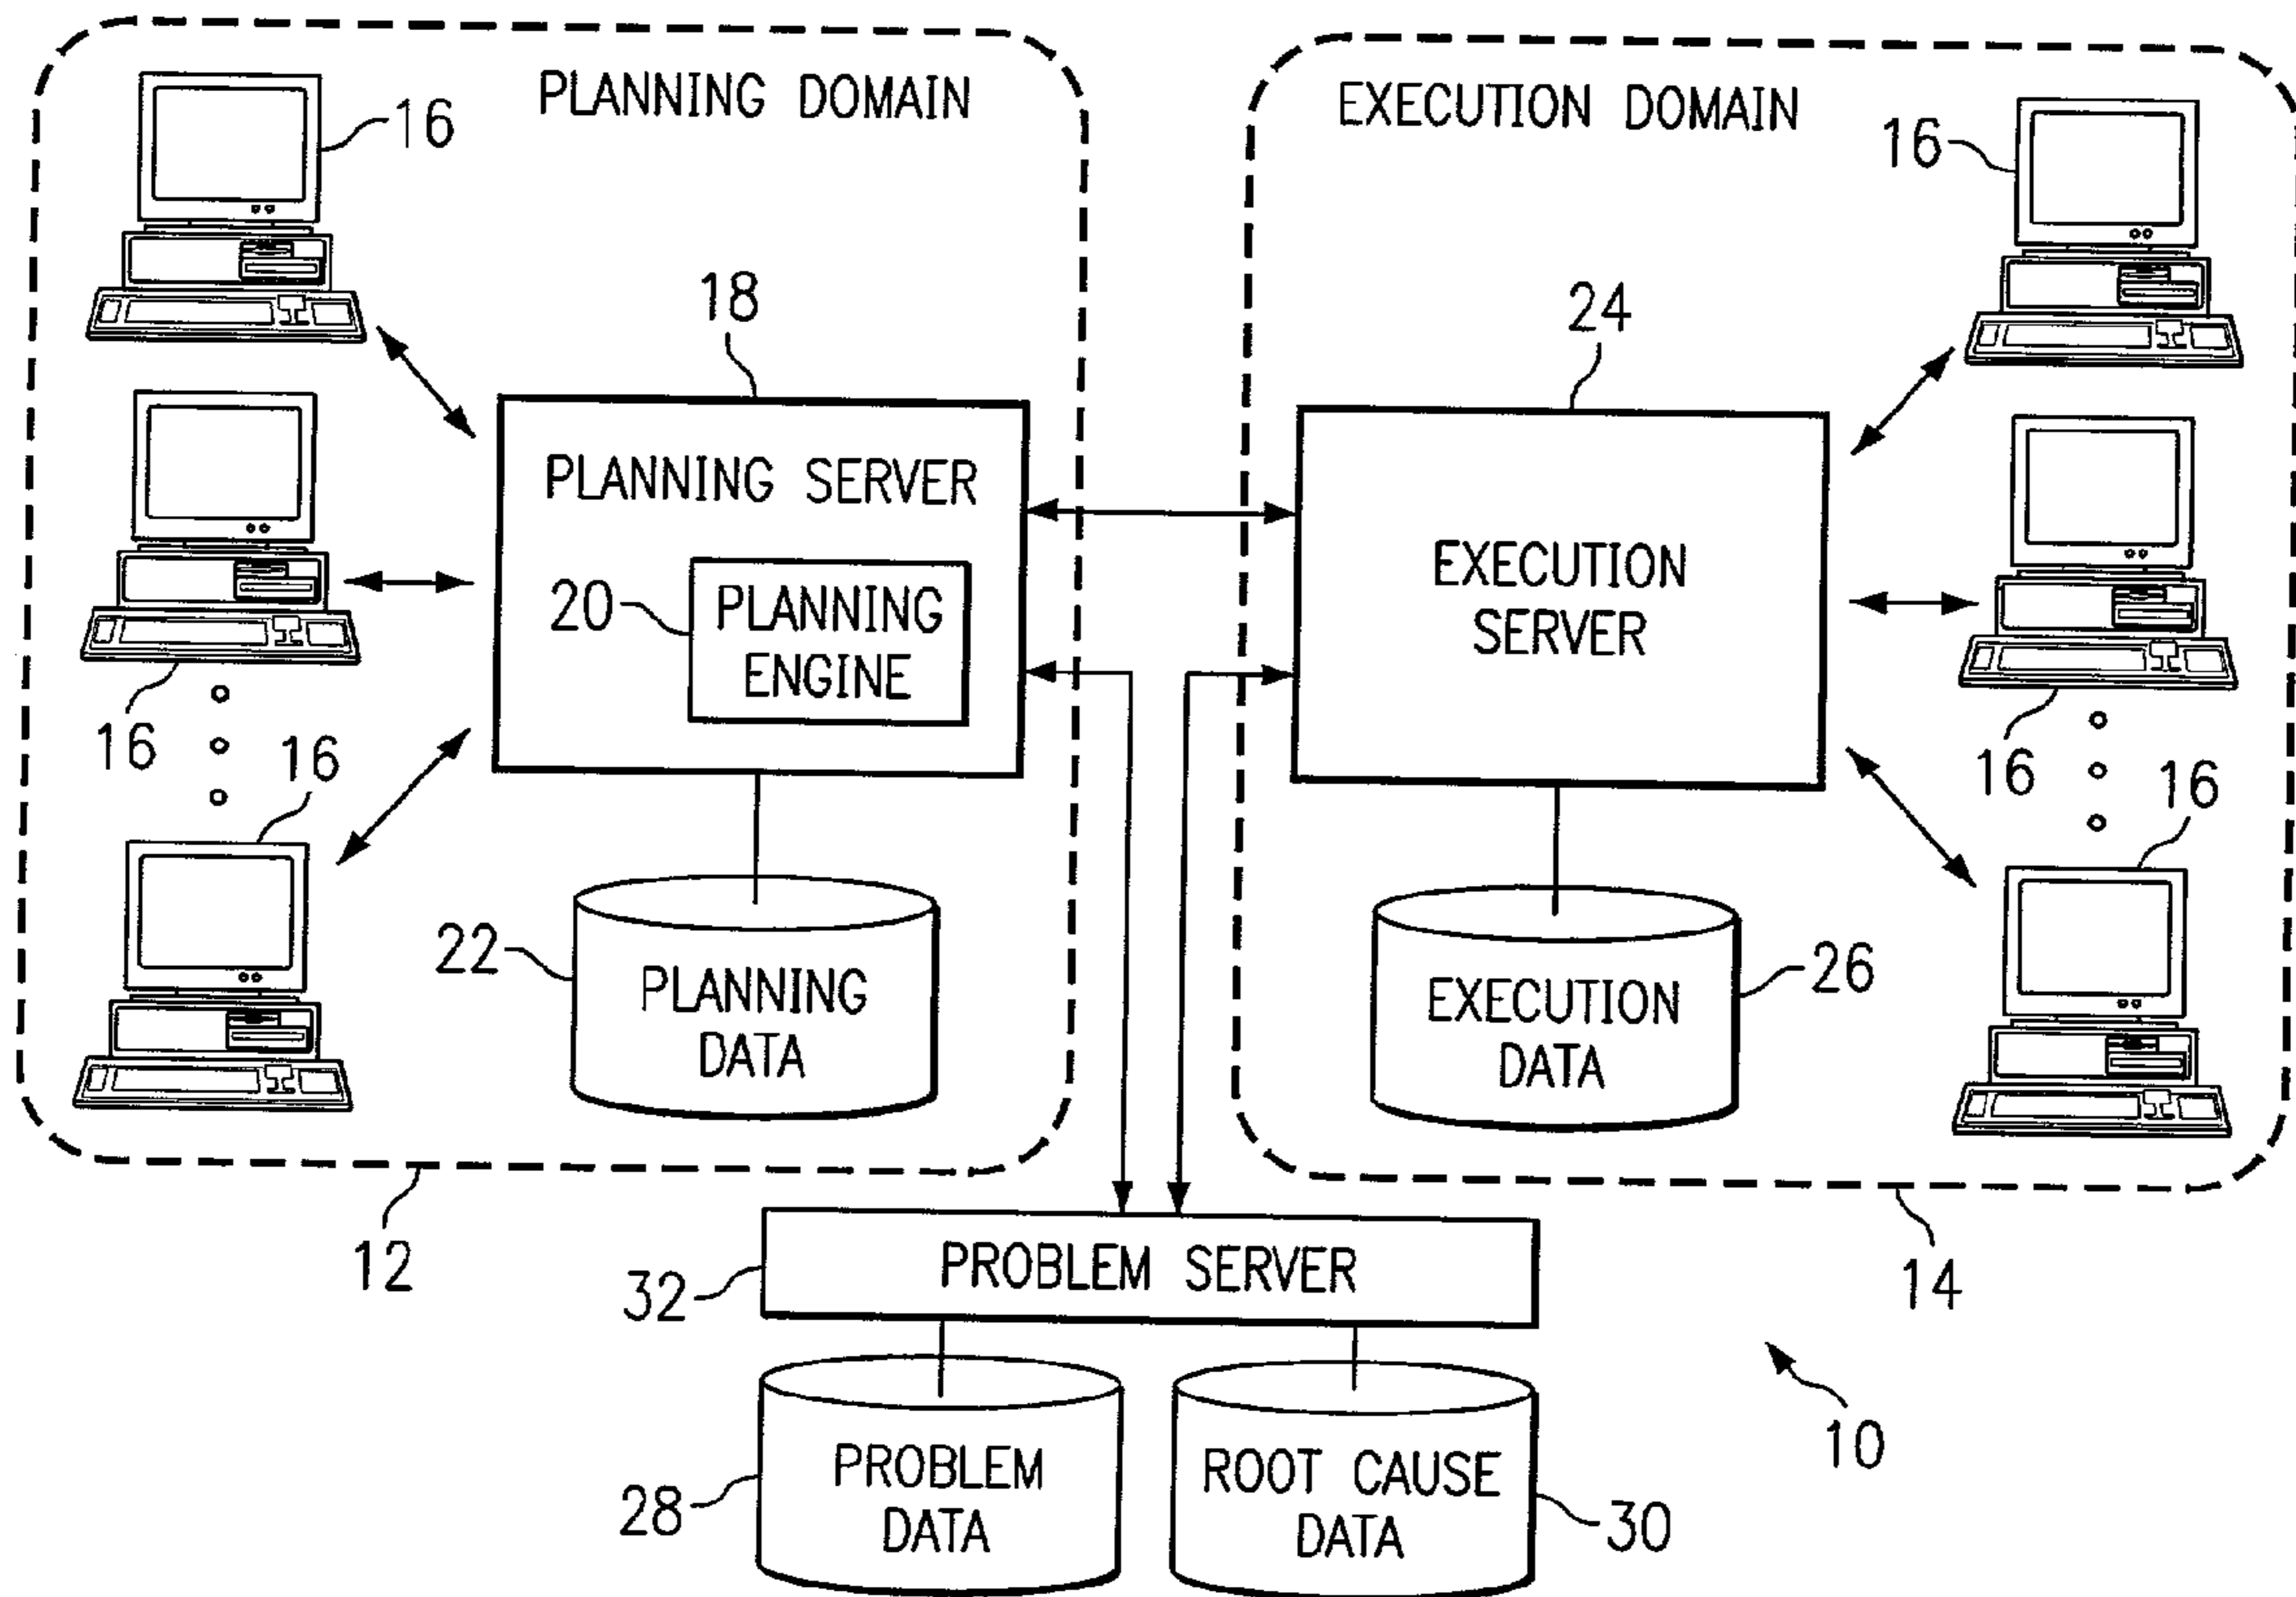 PLANNING DOMAIN
16
18
PLANNING SERVER
20
PLANNING
ENGINE
16
16
22
PLANNING
DATA
12
EXECUTION DOMAIN
16
24
EXECUTION
SERVER
16
16
EXECUTION
DATA
26
14
32
PROBLEM SERVER
28
PROBLEM
DATA
ROOT CAUSE
DATA
30
10